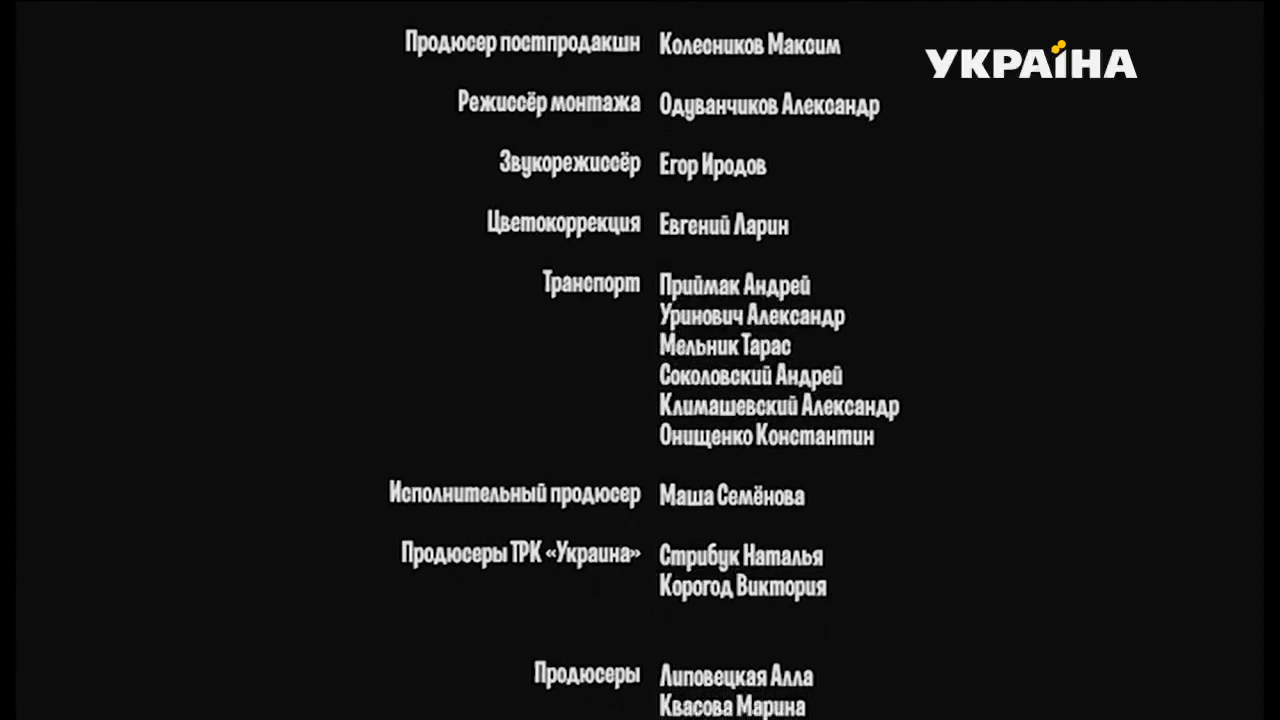 Продюсер постпродакшн Колесников Максим
УКРАЇНА
Режиссёр монтажа Одуванчиков Александр
Звукорежиссёр Егор Иродов
Цветокоррекция Евгений Ларин
Транспорт Приймак Андрей
Уринович Александр
Мельник Тарас
Соколовский Андрей
Климашевский Александр
Онищенко Константин
Исполнительный продюсер Маша Семёнова
Продюсеры ТРК «Украина» Стрибук Наталья
Корогод Виктория
Продюсеры Липовецкая Алла
Квасова Марина